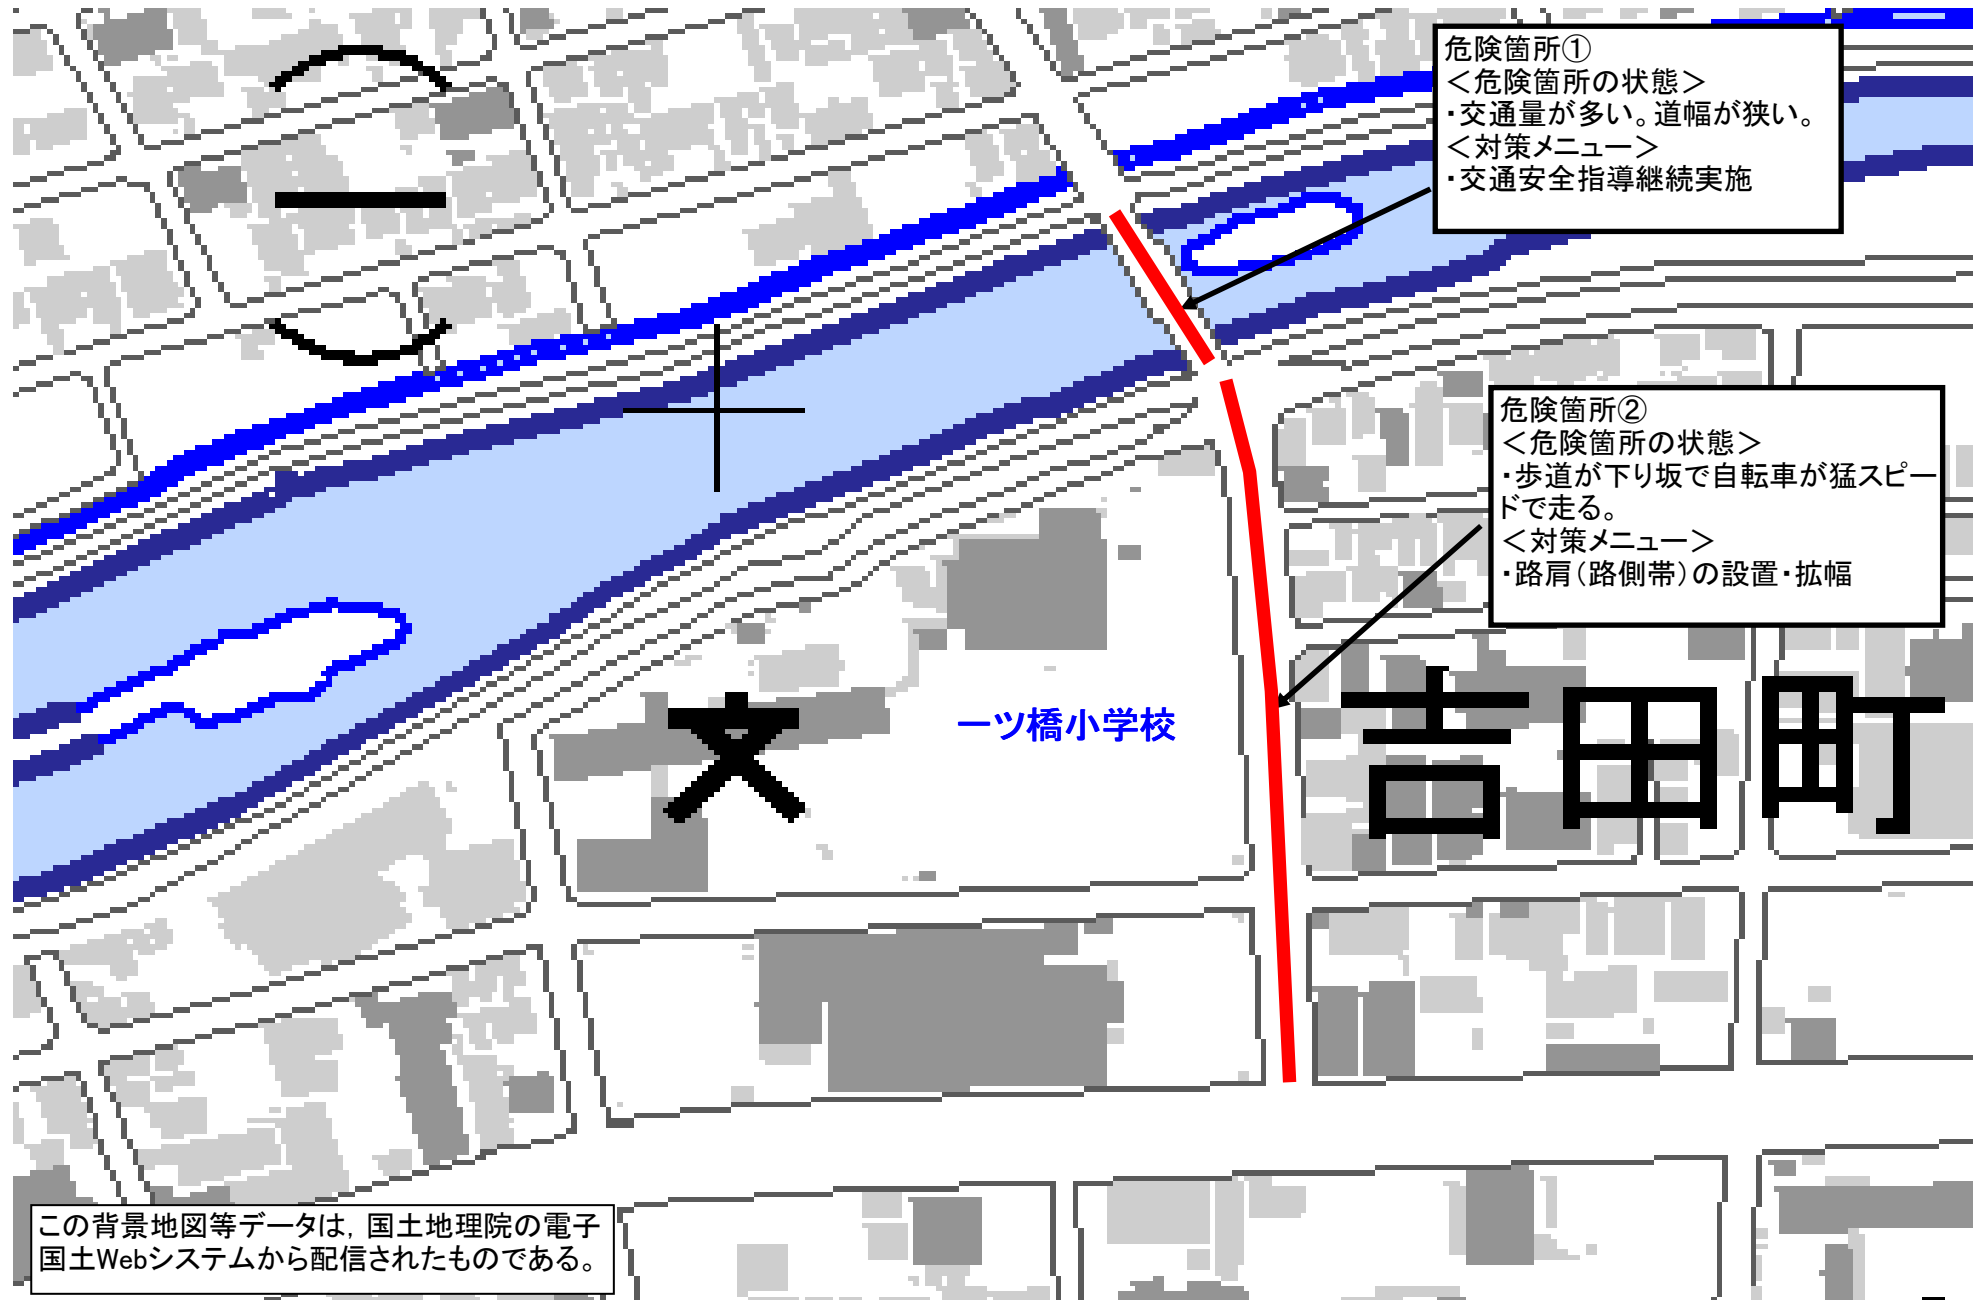 危険箇所①
＜危険箇所の状態＞
・交通量が多い。道幅が狭い。
＜対策メニュー＞
・交通安全指導継続実施
危険箇所②
＜危険箇所の状態＞
・歩道が下り坂で自転車が猛スピー
ドで走る。
＜対策メニュー＞
・路肩（路側帯）の設置・拡幅
一ツ橋小学校
文
吉田町
(一)
この背景地図等データは, 国土地理院の電子
国土Webシステムから配信されたものである。